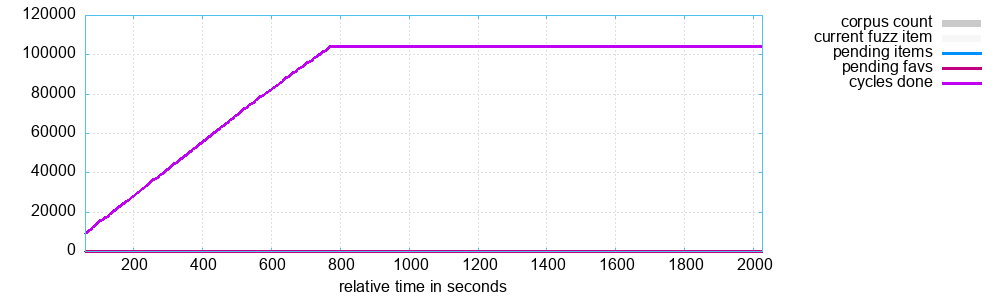 120000
100000
80000
60000
40000
20000
0
200 400 600 800 1000 1200 1400 1600 1800 2000
relative time in seconds
corpus count
current fuzz item
pending items
pending favs
cycles done